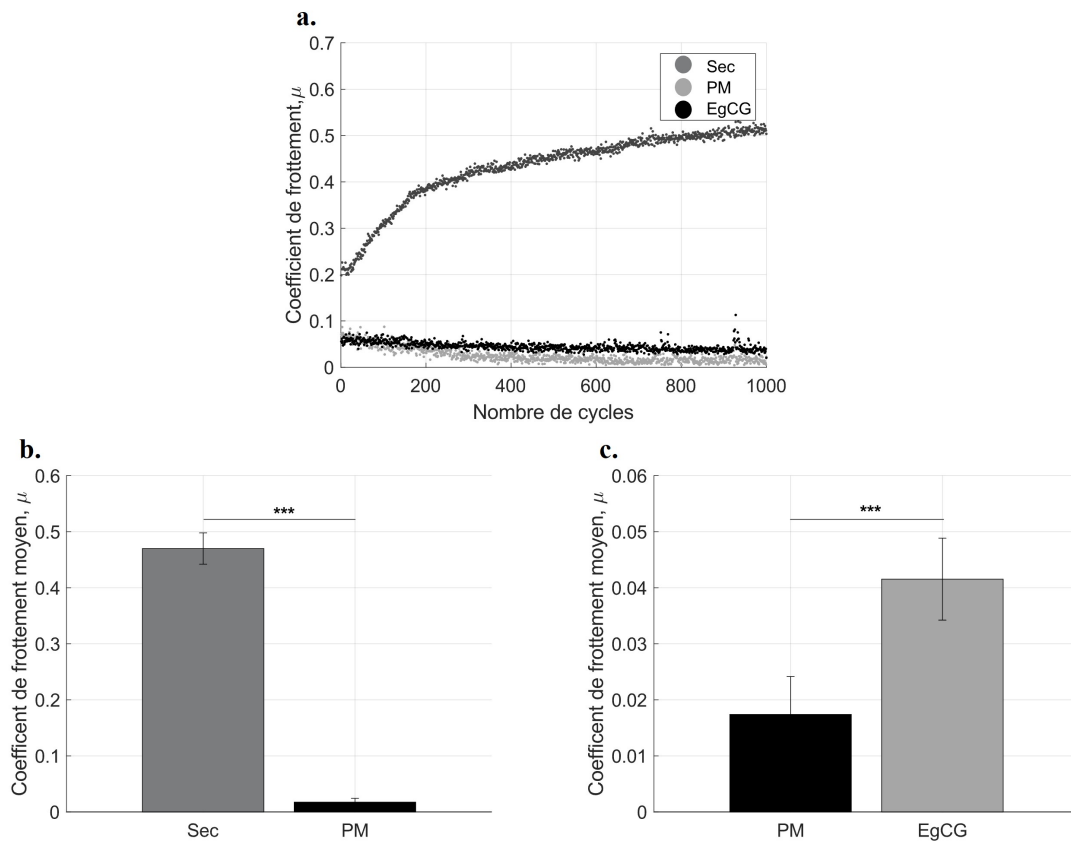 a.
0.7
0.6
0.5
0.4
0.3
0.2
0.1
0
Coefficient de frottement,μ
Sec
PM
EgCG
0 200 400 600 800 1000
Nombre de cycles
b.
0.6
0.5
0.4
0.3
0.2
0.1
0
Coefficent de frottement moyen, μ
***
Sec PM
c.
0.06
0.05
0.04
0.03
0.02
0.01
0
Coefficent de frottement moyen, μ
***
PM EgCG